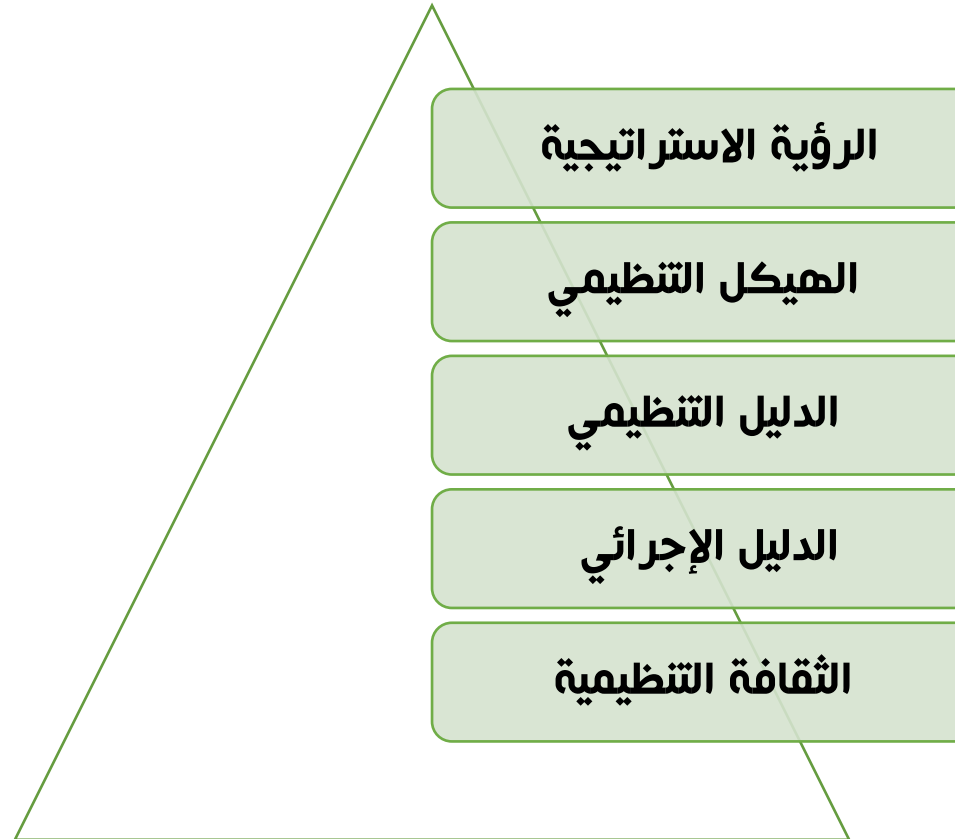 الرؤية الاستراتيجية
الهيكل التنظيمي
الدليل التنظيمي
الدليل الإجرائي
الثقافة التنظيمية